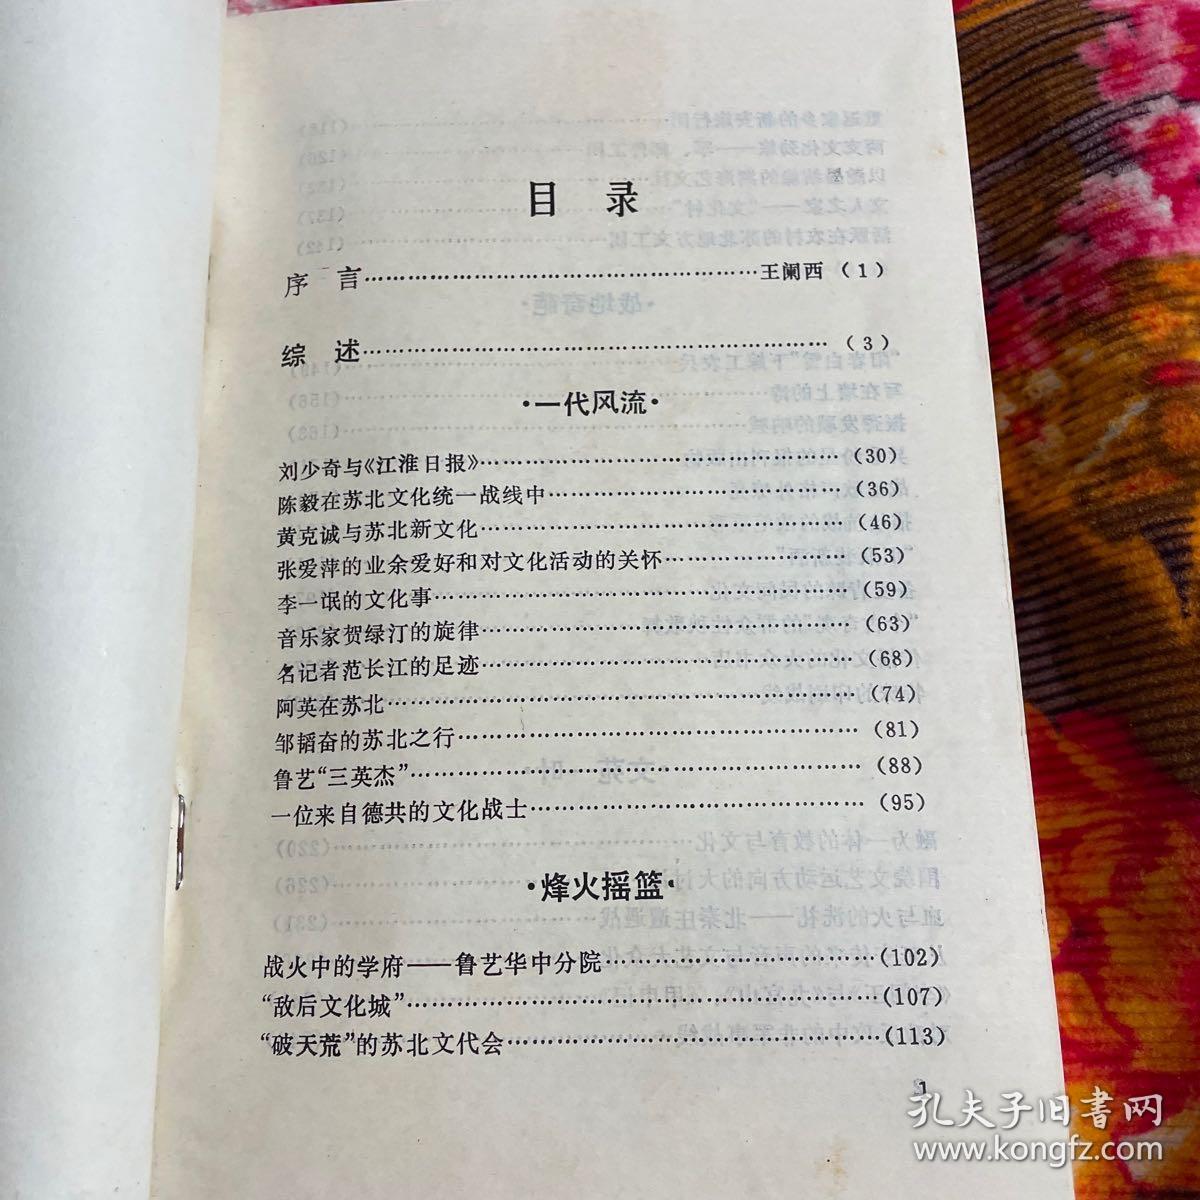 目 录
序 言……………………………………………王阑西（1）
综 述……………………………………………………（3）
·一代风流·
刘少奇与《江淮日报》……………………………………（30）
陈毅在苏北文化统一战线中……………………………（36）
黄克诚与苏北新文化……………………………………（46）
张爱萍的业余爱好和对文化活动的关怀………………（53）
李一氓的文化事…………………………………………（59）
音乐家贺绿汀的旋律……………………………………（63）
名记者范长江的足迹……………………………………（68）
阿英在苏北………………………………………………（74）
邹韬奋的苏北之行………………………………………（81）
鲁艺“三英杰”……………………………………………（88）
一位来自德共的文化战士………………………………（95）
·烽火摇篮·
战火中的学府——鲁艺华中分院………………………（102）
“敌后文化城”……………………………………………（107）
“破天荒”的苏北文代会…………………………………（113）
1
孔夫子旧书网
www.kongfz.com